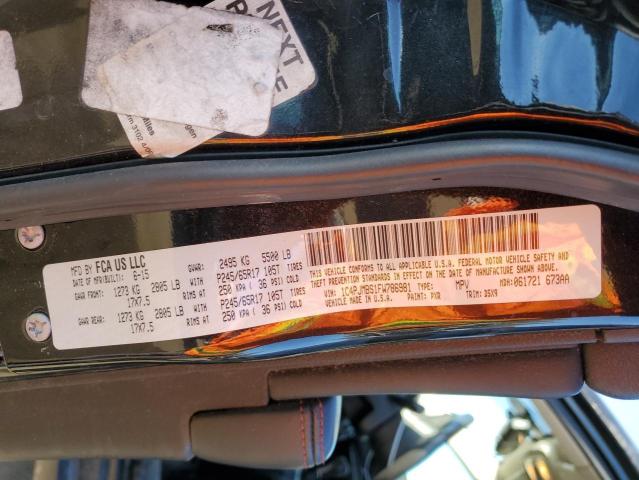 NEXT
MFD BY FCA US LLC
DATE OF MFR(BUILT): 6-15 GVWR: 2495 KG 5500 LB
GAWR FRONT: 1273 KG 2805 LB WITH P245/65R17 105T TIRES
17X7.5 RIMS AT 250 KPA ( 36 PSI) COLD
GAWR REAR: 1273 KG 2805 LB WITH P245/65R17 105T TIRES
17X7.5 RIMS AT 250 KPA ( 36 PSI) COLD
THIS VEHICLE CONFORMS TO ALL APPLICABLE U.S.A. FEDERAL MOTOR VEHICLE SAFETY AND
THEFT PREVENTION STANDARDS IN EFFECT ON THE DATE OF MANUFACTURE SHOWN ABOVE.
TYPE: MPV MDH: 061721 673AA
PAINT: PXR TRIM: DSX9
MADE IN U.S.A.